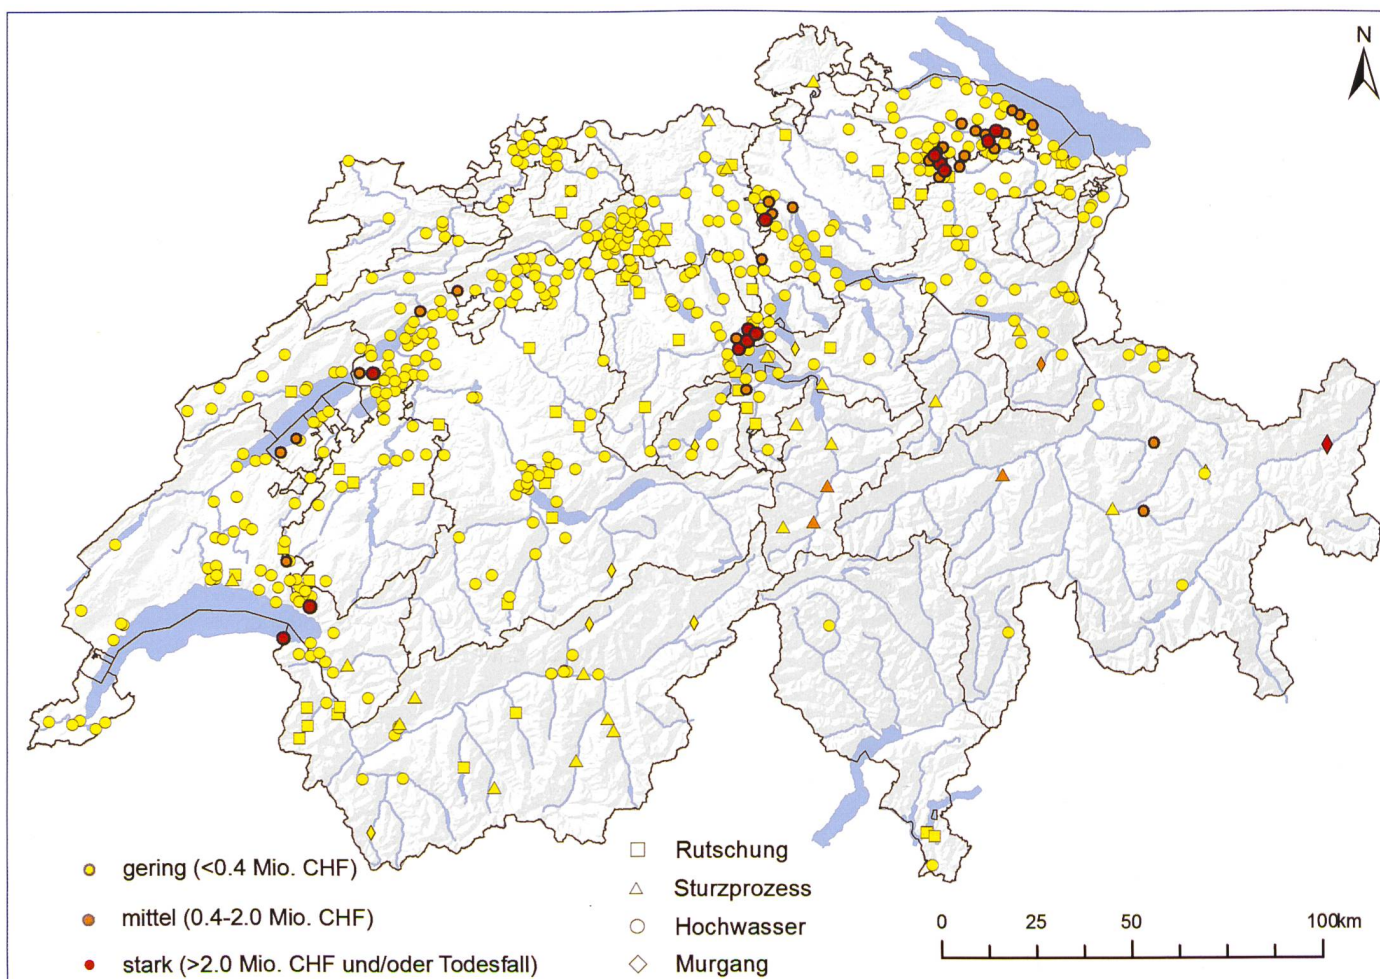 N
gering (<0.4 Mio. CHF)
mittel (0.4-2.0 Mio. CHF)
stark (>2.0 Mio. CHF und/oder Todesfall)
Rutschung
Sturzprozess
Hochwasser
Murgang
0 25 50 100km